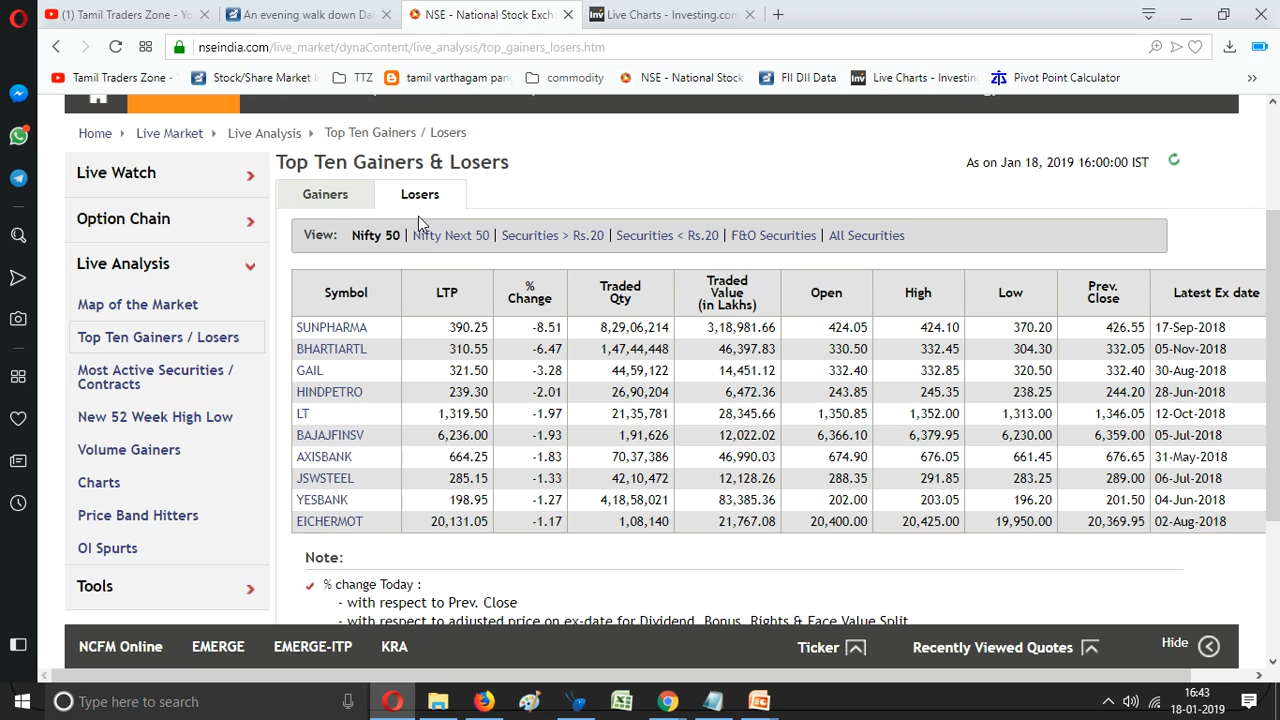 (1) Tamil Traders Zone - Yo
An evening walk down Dal
NSE - National Stock Exch
Live Charts - Investing.com
nseindia.com/live_market/dynaContent/live_analysis/top_gainers_losers.htm
Tamil Traders Zone - Stock/Share Market In TTZ tamil varthagam pan commodity NSE - National Stock FII DII Data Live Charts - Investin Pivot Point Calculator
Home Live Market Live Analysis Top Ten Gainers / Losers
Top Ten Gainers & Losers
As on Jan 18, 2019 16:00:00 IST
Gainers Losers
View: Nifty 50 | Nifty Next 50 | Securities > Rs.20 | Securities < Rs.20 | F&O Securities | All Securities
Live Watch
Option Chain
Live Analysis
Map of the Market
Top Ten Gainers / Losers
Most Active Securities /
Contracts
New 52 Week High Low
Volume Gainers
Charts
Price Band Hitters
OI Spurts
Tools
Symbol LTP % Change Traded Qty Traded Value (in Lakhs) Open High Low Prev. Close Latest Ex date
SUNPHARMA 390.25 -8.51 8,29,06,214 3,18,981.66 424.05 424.10 370.20 426.55 17-Sep-2018
BHARTIARTL 310.55 -6.47 1,47,44,448 46,397.83 330.50 332.45 304.30 332.05 05-Nov-2018
GAIL 321.50 -3.28 44,59,122 14,451.12 332.40 332.85 320.50 332.40 30-Aug-2018
HINDPETRO 239.30 -2.01 26,90,204 6,472.36 243.85 245.35 238.25 244.20 28-Jun-2018
LT 1,319.50 -1.97 21,35,781 28,345.66 1,350.85 1,352.00 1,313.00 1,346.05 12-Oct-2018
BAJAJFINSV 6,236.00 -1.93 1,91,626 12,022.02 6,366.10 6,379.95 6,230.00 6,359.00 05-Jul-2018
AXISBANK 664.25 -1.83 70,37,386 46,990.03 674.90 676.05 661.45 676.65 31-May-2018
JSWSTEEL 285.15 -1.33 42,10,472 12,128.26 288.35 291.85 283.25 289.00 06-Jul-2018
YESBANK 198.95 -1.27 4,18,58,021 83,385.36 202.00 203.05 196.20 201.50 04-Jun-2018
EICHERMOT 20,131.05 -1.17 1,08,140 21,767.08 20,400.00 20,425.00 19,950.00 20,369.95 02-Aug-2018
Note:
% change Today :
- with respect to Prev. Close
- with respect to adjusted price on ex-date for Dividend, Bonus, Rights & Face Value Split
NCFM Online EMERGE EMERGE-ITP KRA Ticker Recently Viewed Quotes Hide
Type here to search
16:43
18-01-2019